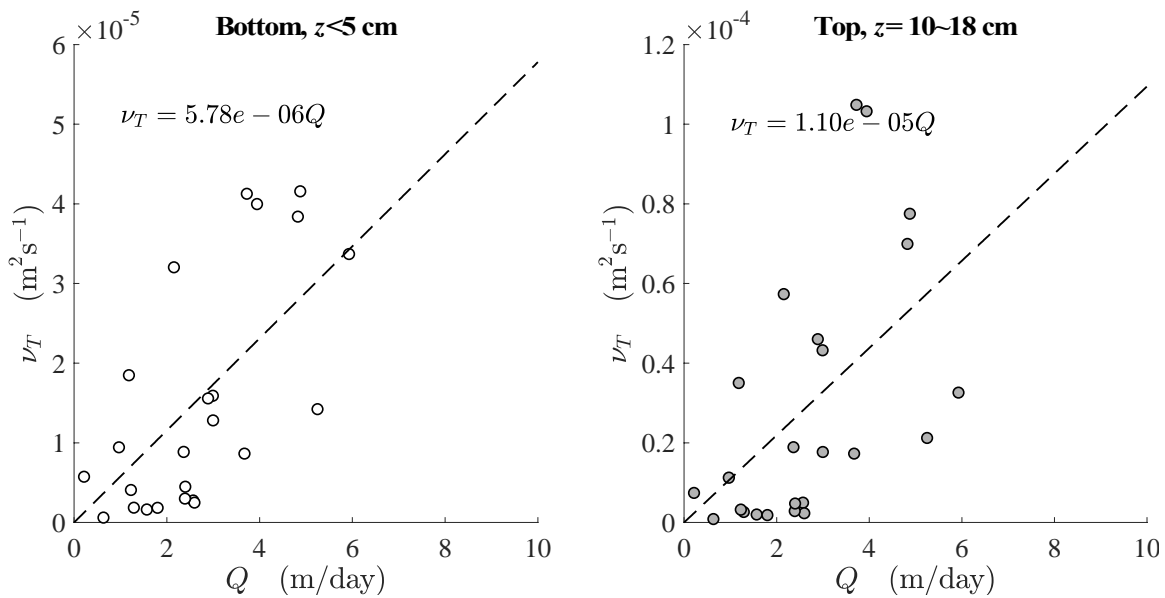 Bottom, z<5 cm
×10⁻⁵
6
5
4
3
2
1
0
ν_T = 5.78e − 06Q
ν_T (m²s⁻¹)
0 2 4 6 8 10
Q (m/day)
Top, z= 10~18 cm
×10⁻⁴
1.2
1
0.8
0.6
0.4
0.2
0
ν_T = 1.10e − 05Q
ν_T (m²s⁻¹)
0 2 4 6 8 10
Q (m/day)